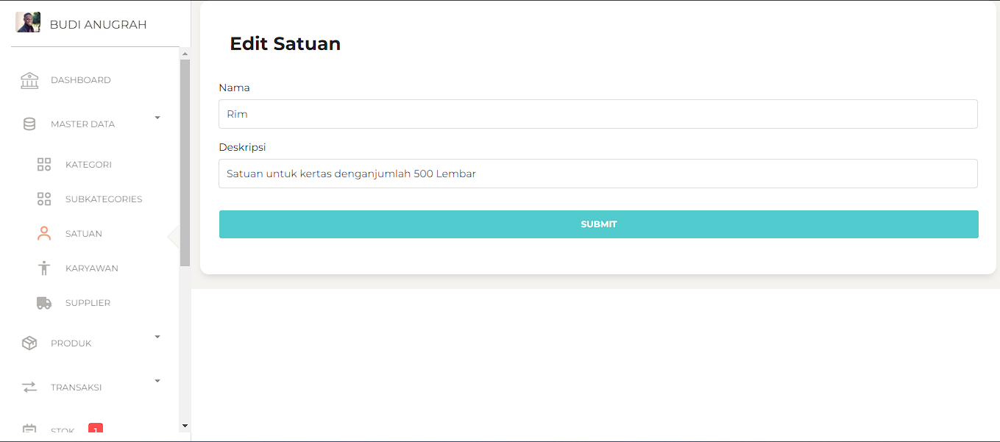 BUDI ANUGRAH
DASHBOARD
MASTER DATA
KATEGORI
SUBKATEGORIES
SATUAN
KARYAWAN
SUPPLIER
PRODUK
TRANSAKSI
STOK 1
Edit Satuan
Nama
Rim
Deskripsi
Satuan untuk kertas denganjumlah 500 Lembar
SUBMIT